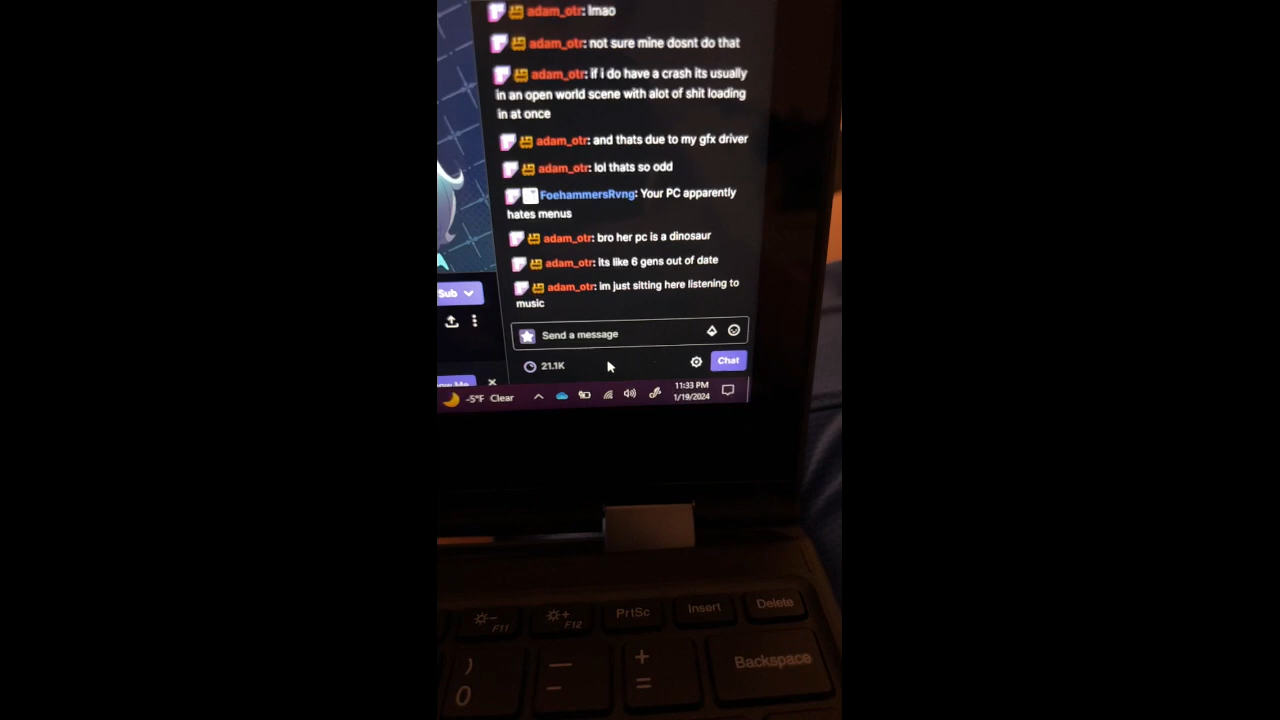 adam_otr: lmao
adam_otr: not sure mine dosnt do that
adam_otr: if i do have a crash its usually
in an open world scene with alot of shit loading
in at once
adam_otr: and thats due to my gfx driver
adam_otr: lol thats so odd
FoehammersRvng: Your PC apparently
hates menus
adam_otr: bro her pc is a dinosaur
adam_otr: its like 6 gens out of date
adam_otr: im just sitting here listening to
music
Sub
Send a message
21.1K
Chat
-5°F Clear
11:33 PM
1/19/2024
F11
F12
PrtSc
Insert
Delete
)
0
—
-
+
=
Backspace